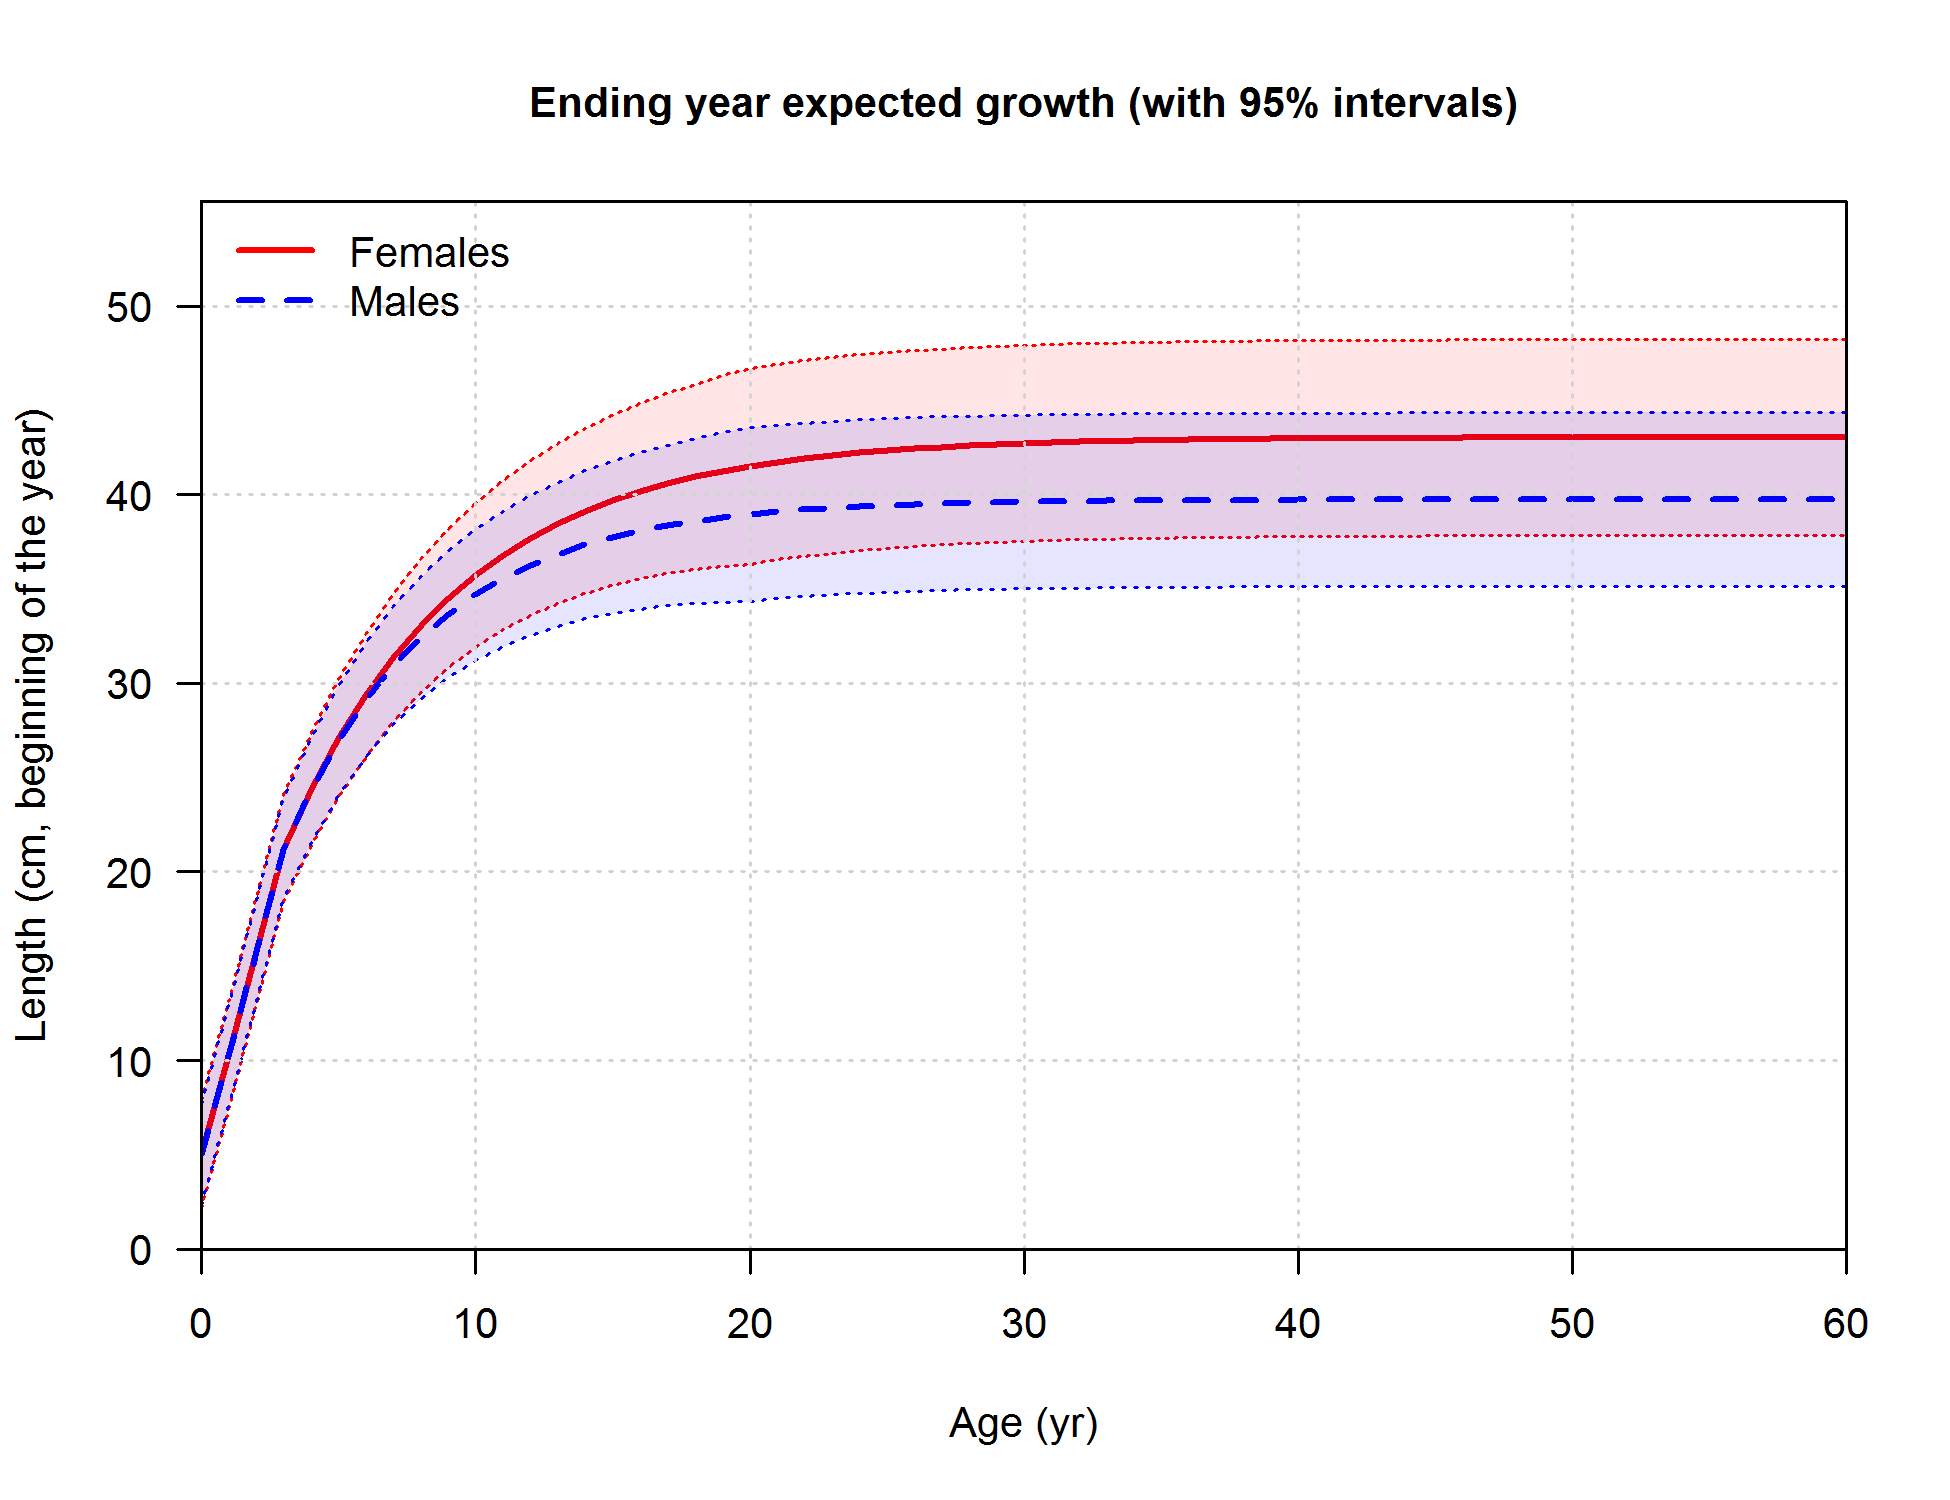 Ending year expected growth (with 95% intervals)
Females
Males
50
40
30
20
10
0
Length (cm, beginning of the year)
0 10 20 30 40 50 60
Age (yr)